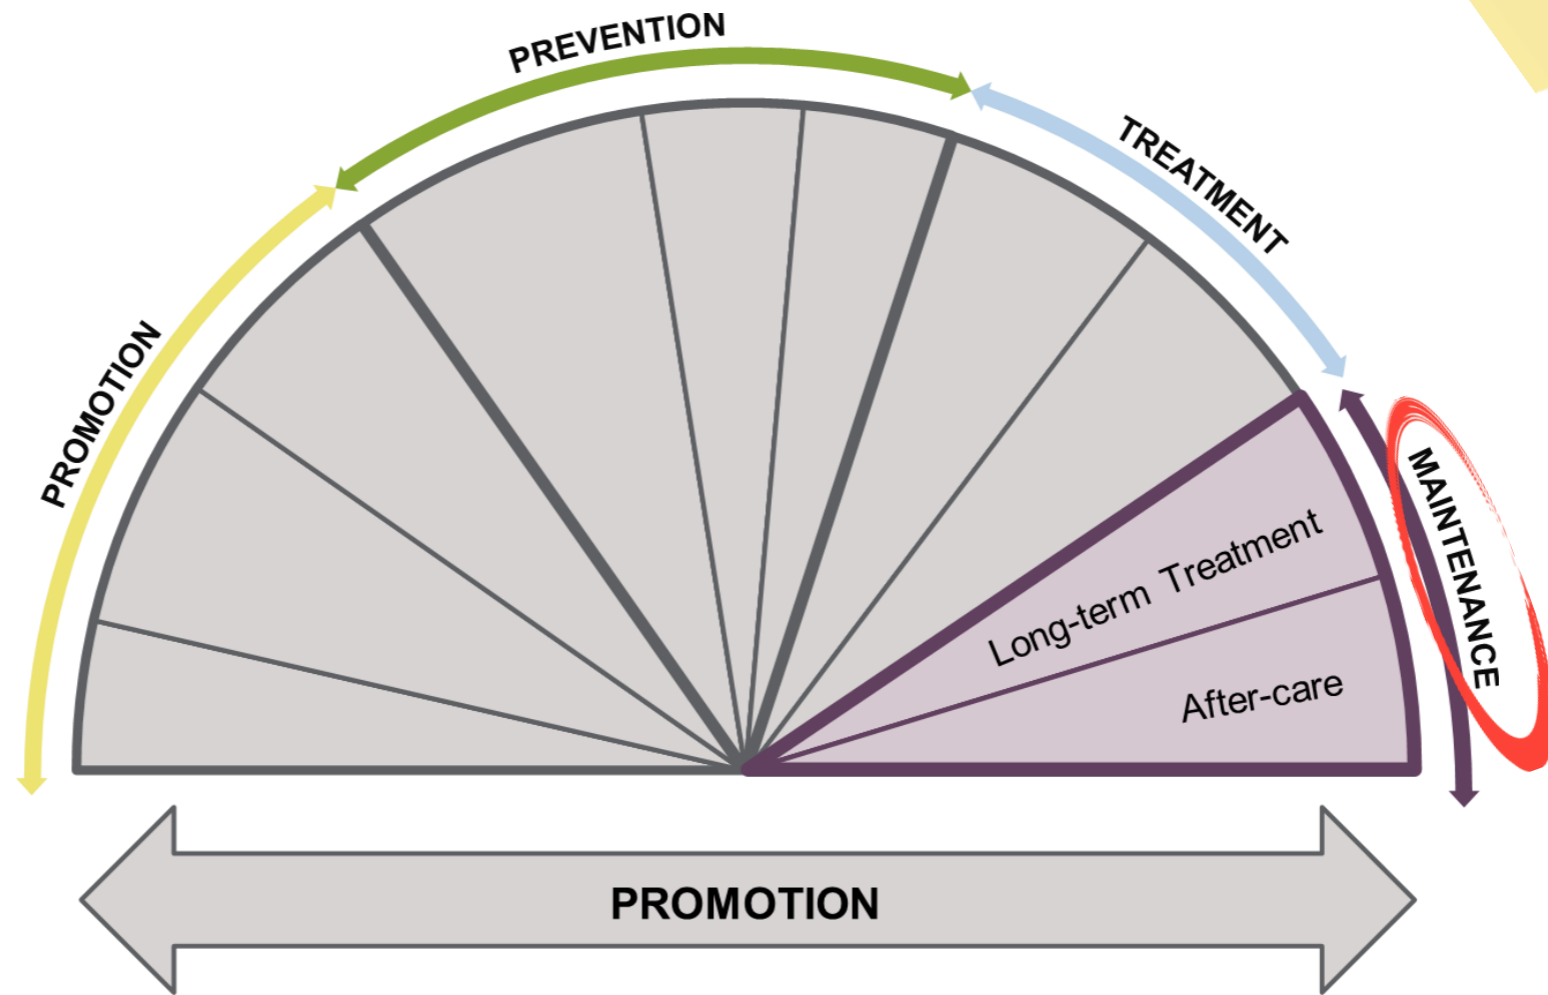 PREVENTION
TREATMENT
PROMOTION
MAINTENANCE
Long-term Treatment
After-care
PROMOTION